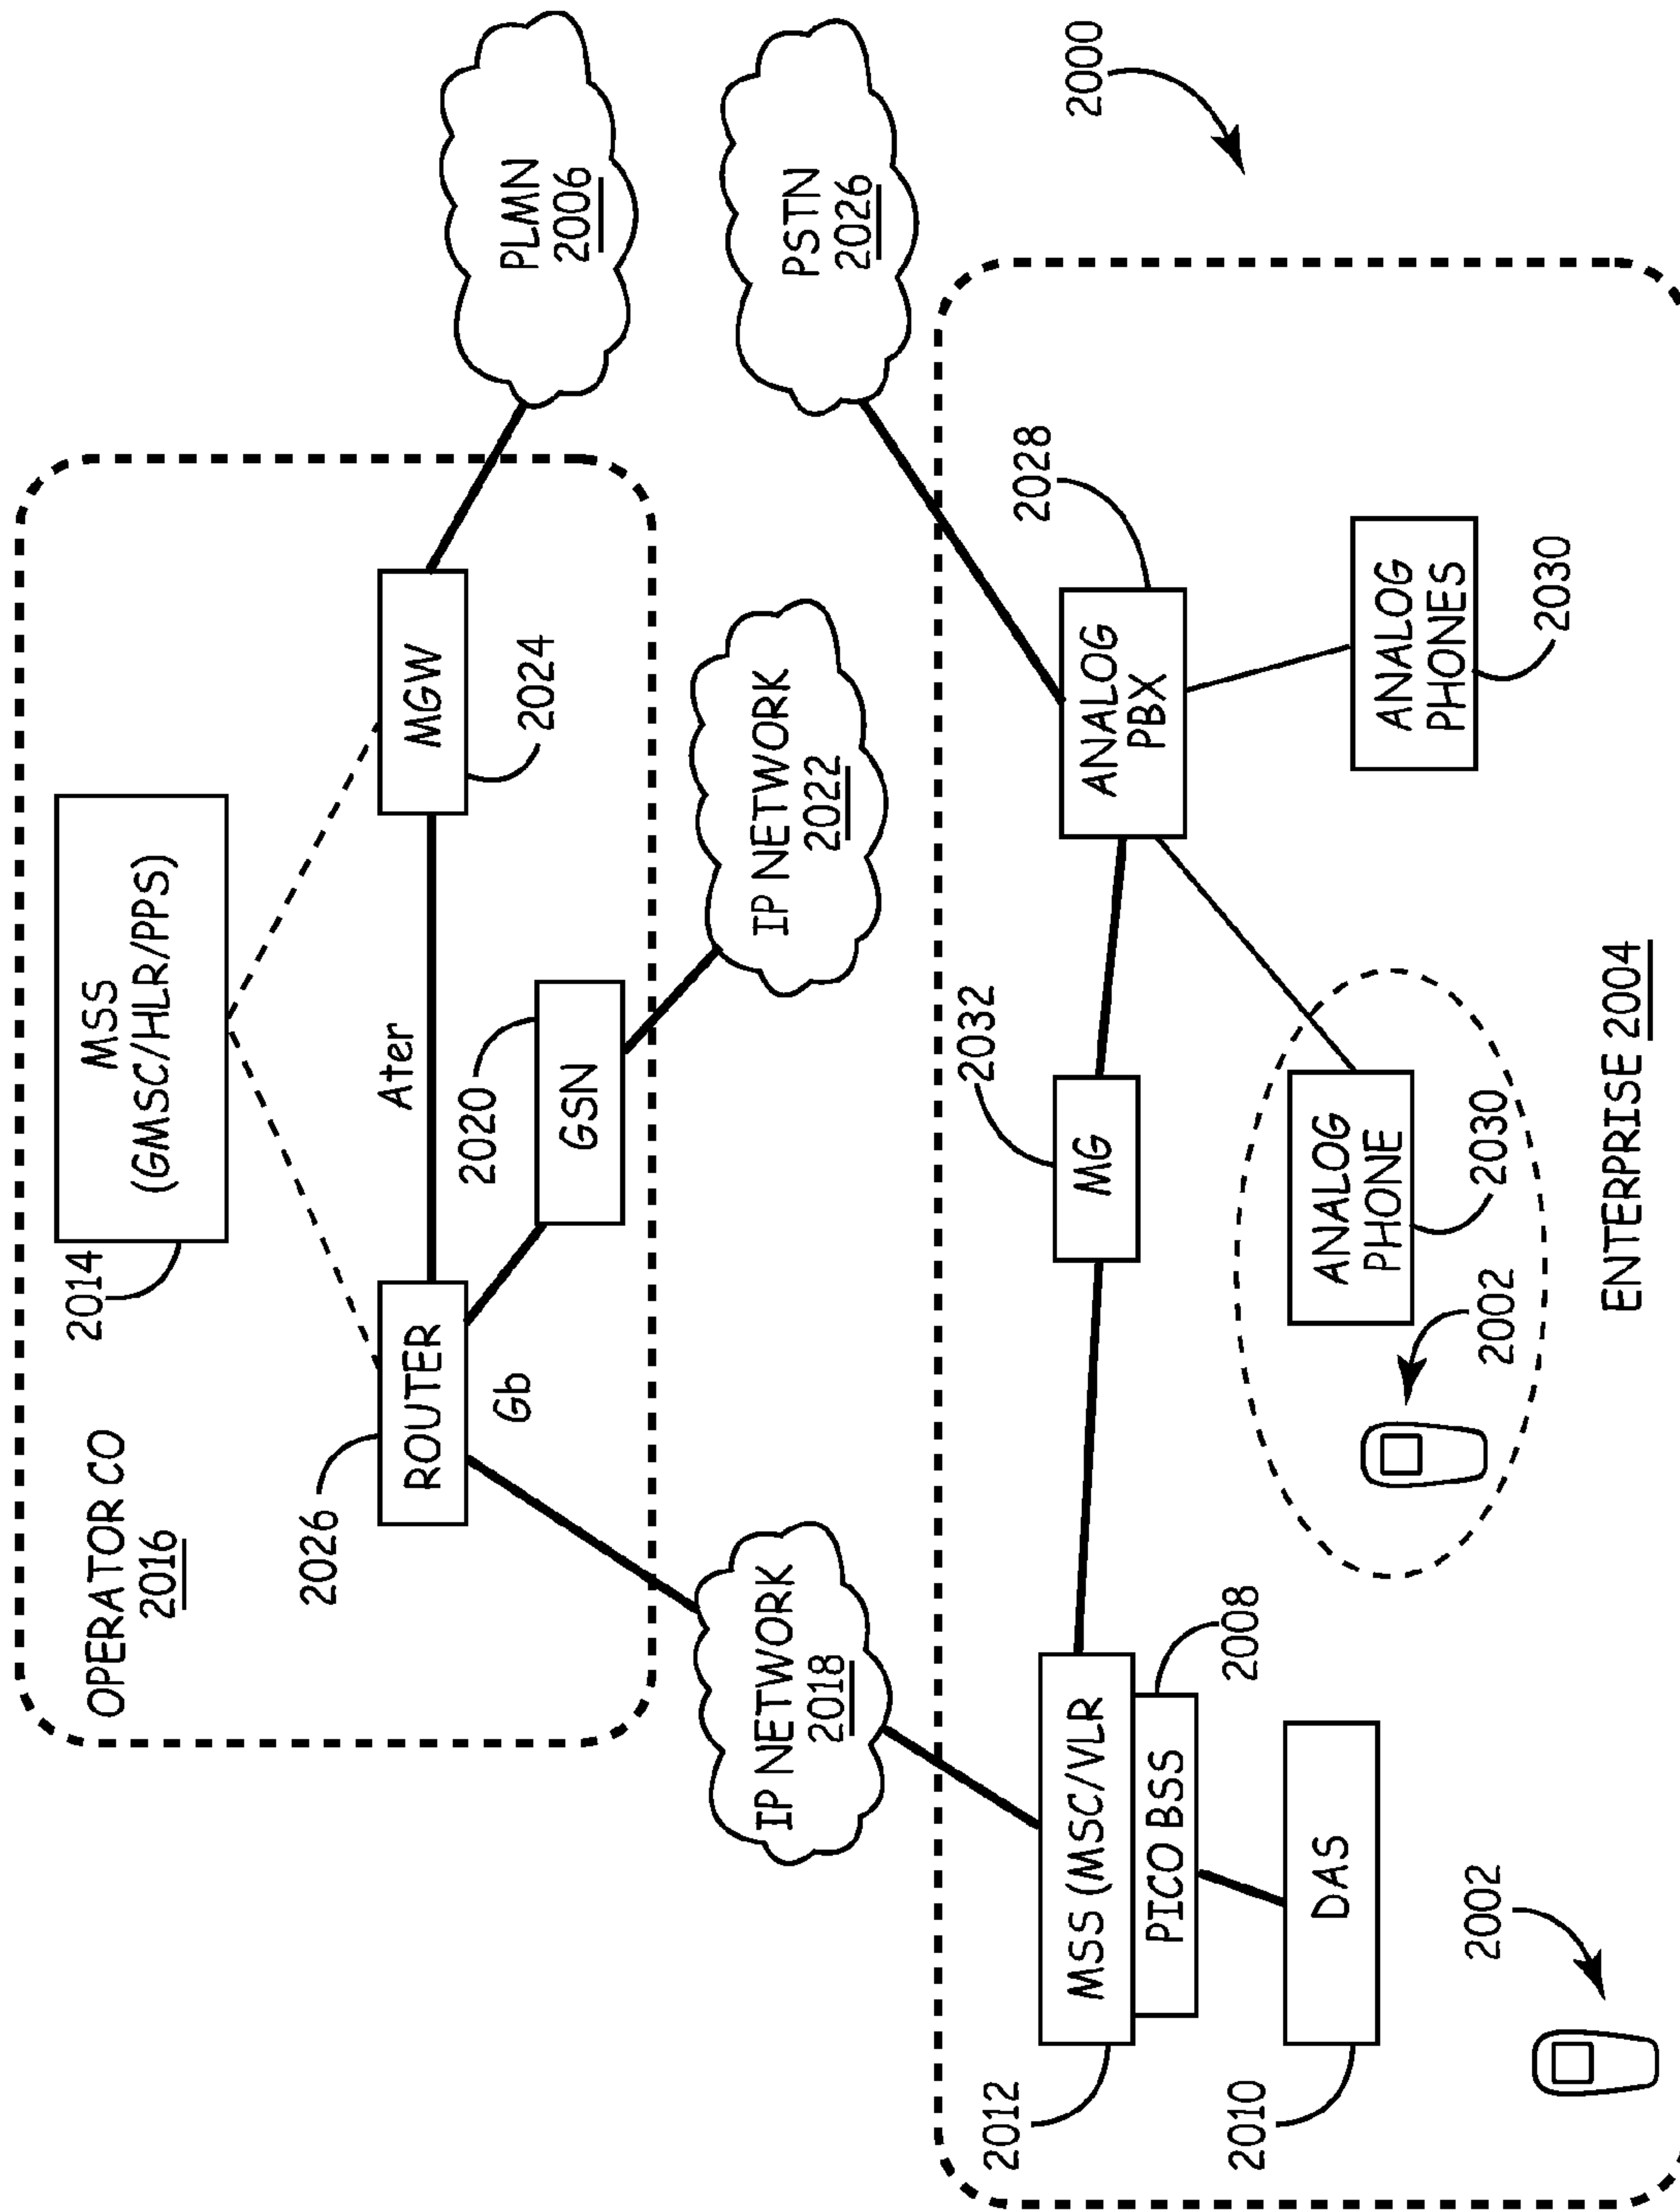 OPERATOR CO
2016
2014
MSS
(GMSC/HLR/PPS)
2026
ROUTER
Ater
MGW
2024
Gb
2020
GSN
PLMN
2006
IP NETWORK
2018
IP NETWORK
2022
PSTN
2026
2000
2012
MSS (MSC/VLR
PICO BSS
2008
2010
DAS
2002
2032
MG
ANALOG
PBX
2028
ANALOG
PHONE
2030
2002
ANALOG
PHONES
2030
ENTERPRISE 2004